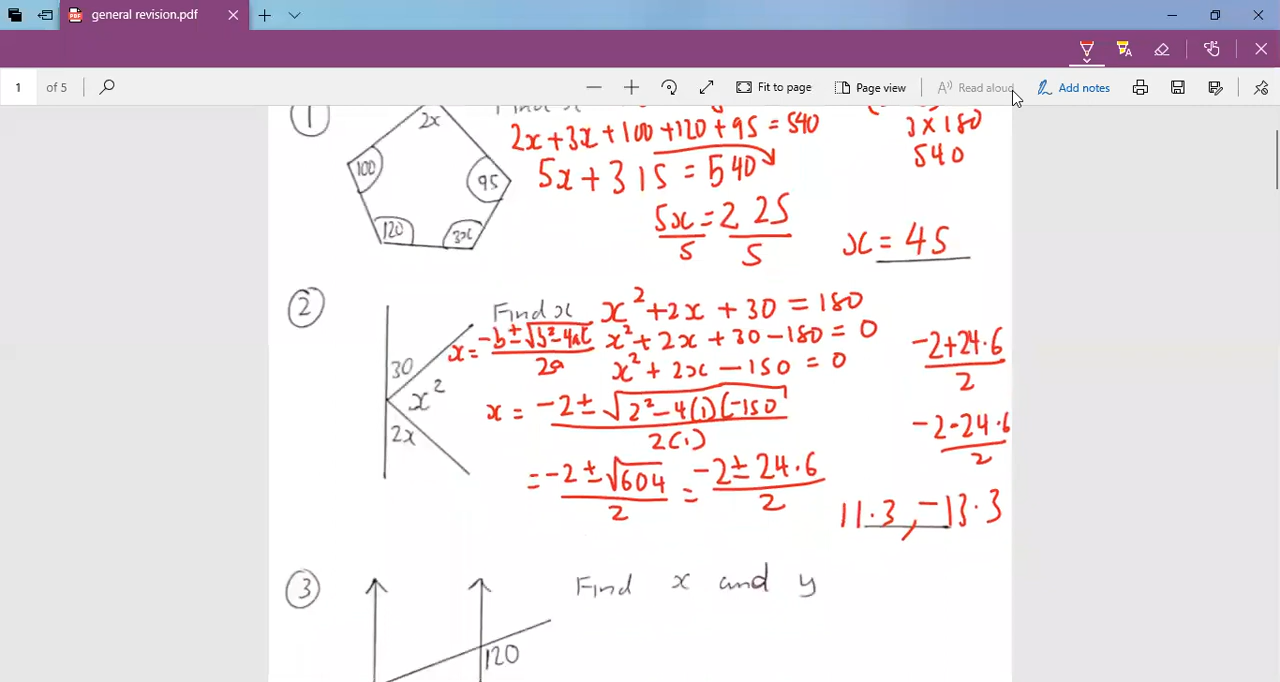 general revision.pdf
1 of 5
Fit to page
Page view
Read aloud
Add notes
1
2x
100
95
120
3x
Find x
2x + 3x + 100 + 120 + 95 = 540
3 x 180
540
5x + 315 = 540
5x = 225
5 5
x = 45
2
30
x²
2x
Find x
x² + 2x + 30 = 180
x = -b ± √b² - 4ac
2a
x² + 2x + 30 - 180 = 0
x² + 2x - 150 = 0
x = -2 ± √2² - 4(1)(-150
2(1)
= -2 ± √604
2
= -2 ± 24.6
2
-2 + 24.6
2
-2 - 24.6
2
11.3, -13.3
3
Find x and y
120